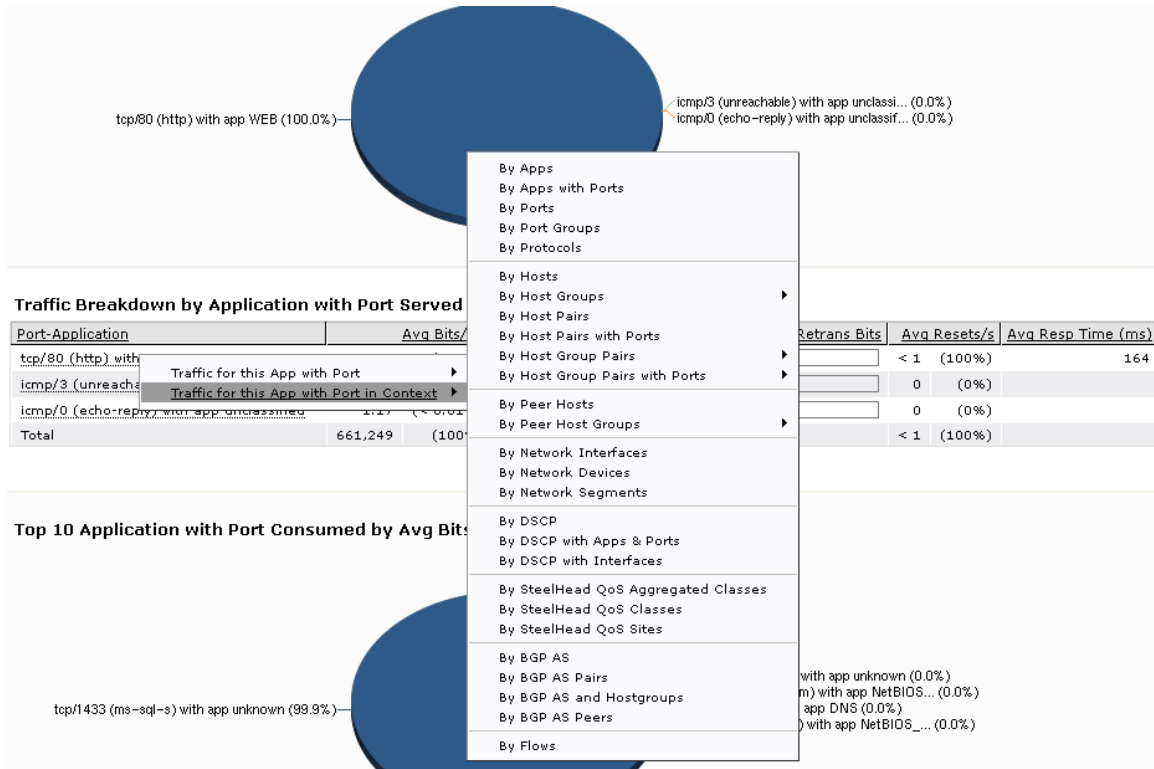 tcp/80 (http) with app WEB (100.0%)
icmp/3 (unreachable) with app unclassi... (0.0%)
icmp/0 (echo-reply) with app unclassif... (0.0%)
Traffic Breakdown by Application with Port Served
Port-Application Avg Bits/ Retrans Bits Avg Resets/s Avg Resp Time (ms)
tcp/80 (http) with < 1 (100%) 164
icmp/3 (unreacha 0 (0%)
icmp/0 (echo-reply) with app unclassified 1.17 (< 0.01 0 (0%)
Total 661,249 (100 < 1 (100%)
Traffic for this App with Port
Traffic for this App with Port in Context
By Apps
By Apps with Ports
By Ports
By Port Groups
By Protocols
By Hosts
By Host Groups
By Host Pairs
By Host Pairs with Ports
By Host Group Pairs
By Host Group Pairs with Ports
By Peer Hosts
By Peer Host Groups
By Network Interfaces
By Network Devices
By Network Segments
By DSCP
By DSCP with Apps & Ports
By DSCP with Interfaces
By SteelHead QoS Aggregated Classes
By SteelHead QoS Classes
By SteelHead QoS Sites
By BGP AS
By BGP AS Pairs
By BGP AS and Hostgroups
By BGP AS Peers
By Flows
Top 10 Application with Port Consumed by Avg Bits
tcp/1433 (ms-sql-s) with app unknown (99.9%)
with app unknown (0.0%)
m) with app NetBIOS... (0.0%)
app DNS (0.0%)
) with app NetBIOS_... (0.0%)